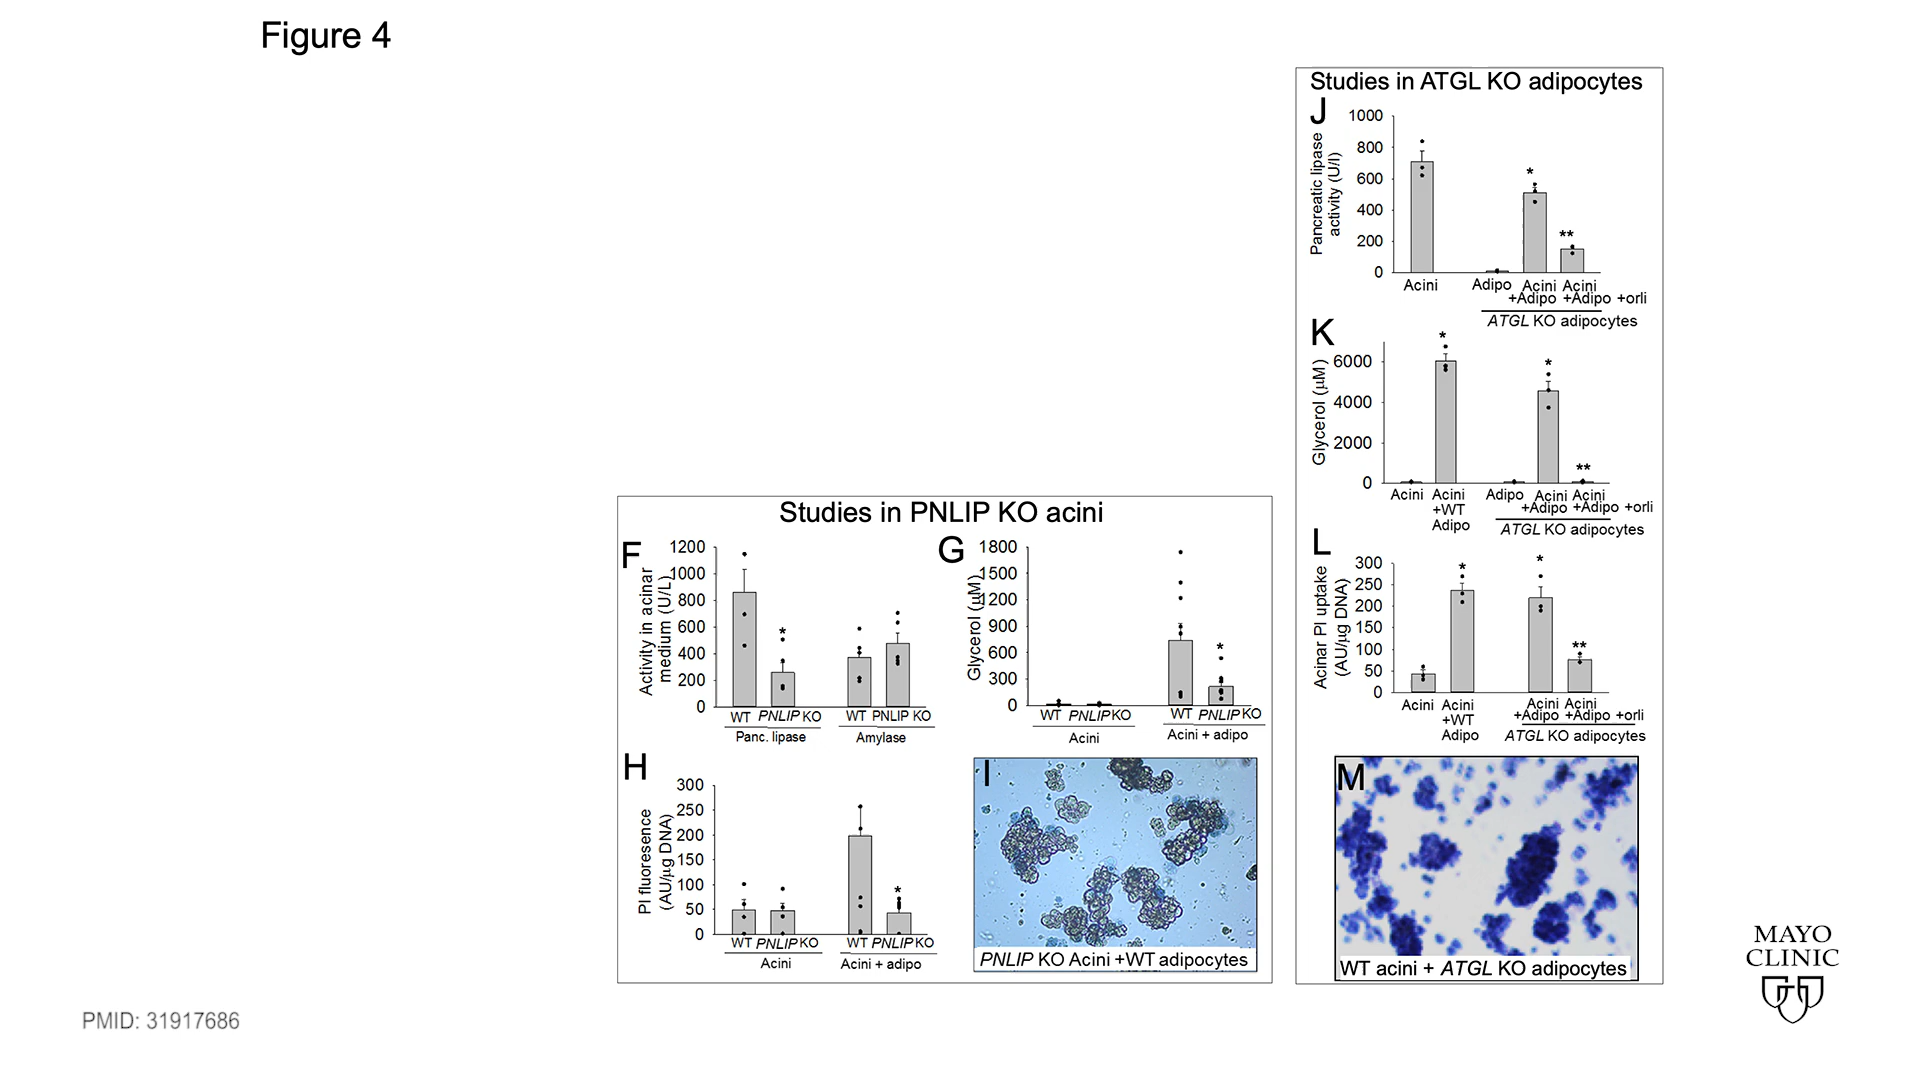 Figure 4
Studies in PNLIP KO acini
F
Activity in acinar
medium (U/L)
1200
1000
800
600
400
200
0
*
WT PNLIP KO WT PNLIP KO
Panc. lipase Amylase
G
Glycerol (µM)
1800
1500
1200
900
600
300
0
*
WT PNLIP KO WT PNLIP KO
Acini Acini + adipo
H
PI fluoresence
(AU/µg DNA)
300
250
200
150
100
50
0
*
WT PNLIP KO WT PNLIP KO
Acini Acini + adipo
I
PNLIP KO Acini +WT adipocytes
Studies in ATGL KO adipocytes
J
Pancreatic lipase
activity (U/l)
1000
800
600
400
200
0
*
**
Acini Adipo Acini Acini
+Adipo +Adipo +orli
ATGL KO adipocytes
K
Glycerol (µM)
6000
4000
2000
0
*
*
**
Acini Acini Adipo Acini Acini
+WT +Adipo +Adipo +orli
Adipo ATGL KO adipocytes
L
Acinar PI uptake
(AU/µg DNA)
300
250
200
150
100
50
0
*
*
**
Acini Acini Acini Acini
+WT +Adipo +Adipo +orli
Adipo ATGL KO adipocytes
M
WT acini + ATGL KO adipocytes
MAYO
CLINIC
PMID: 31917686